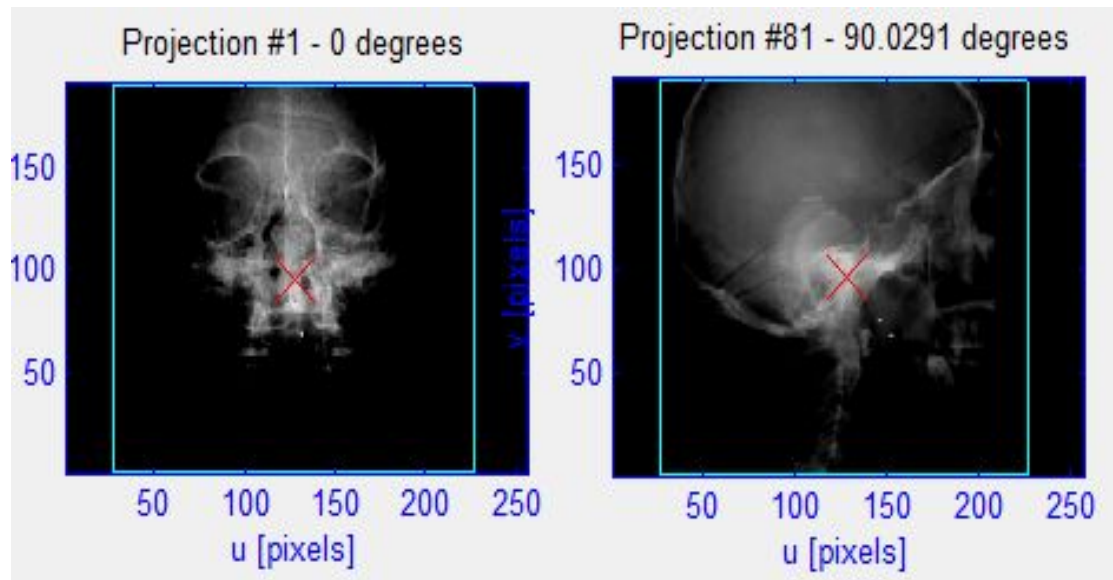 Projection #1 - 0 degrees
150
100
50
50 100 150 200 250
u [pixels]
Projection #81 - 90.0291 degrees
v [pixels]
150
100
50
50 100 150 200 250
u [pixels]